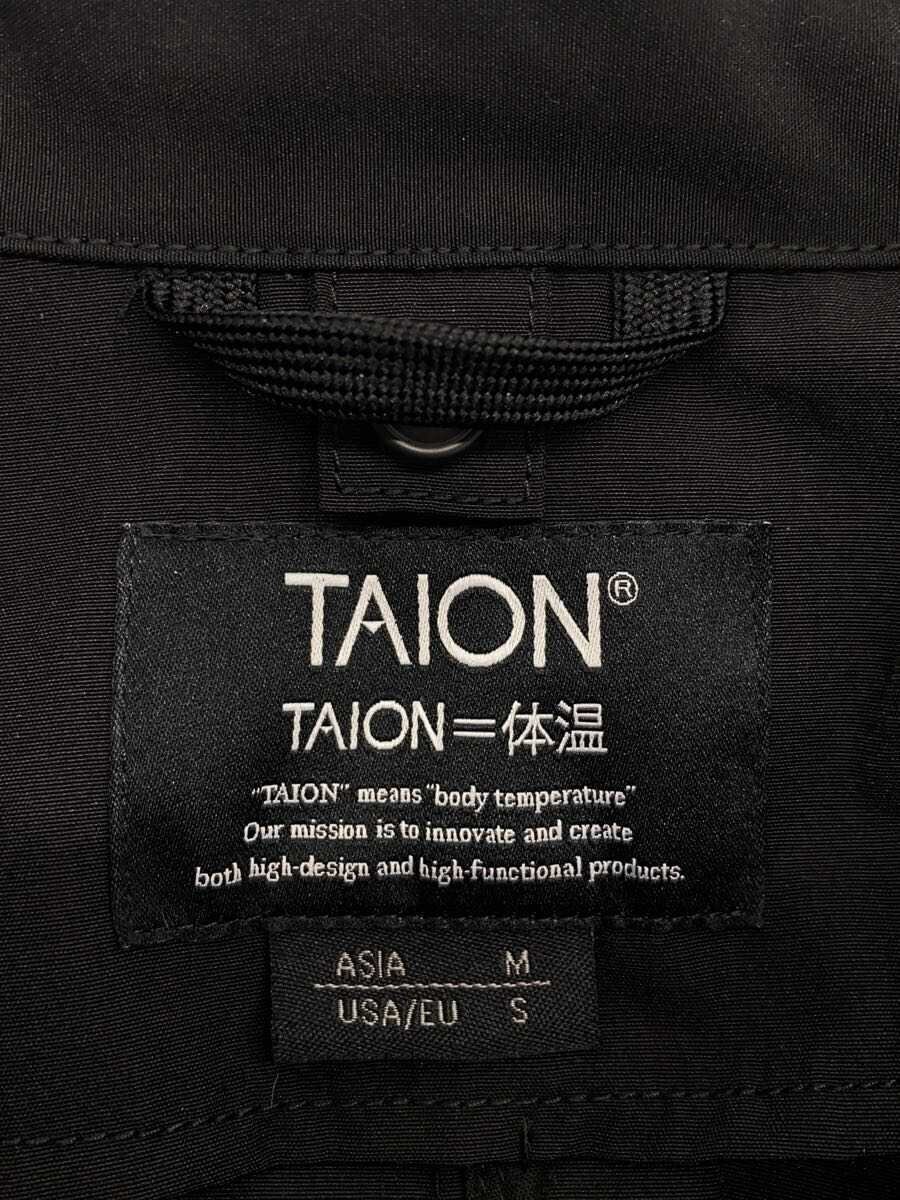 TAION®
TAION=体温
"TAION" means "body temperature"
Our mission is to innovate and create
both high-design and high-functional products.
ASIA M
USA/EU S